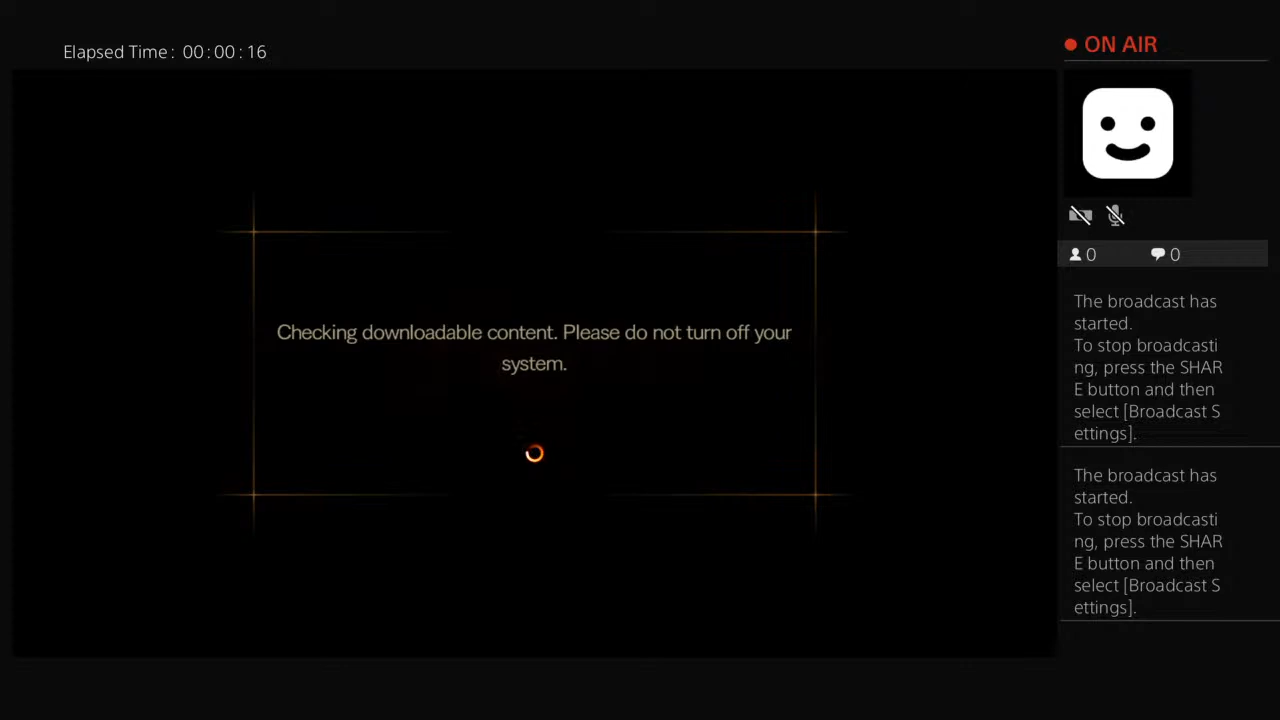 Elapsed Time: 00:00:16
ON AIR
0 0
Checking downloadable content. Please do not turn off your
system.
The broadcast has
started.
To stop broadcasti
ng, press the SHAR
E button and then
select [Broadcast S
ettings].
The broadcast has
started.
To stop broadcasti
ng, press the SHAR
E button and then
select [Broadcast S
ettings].